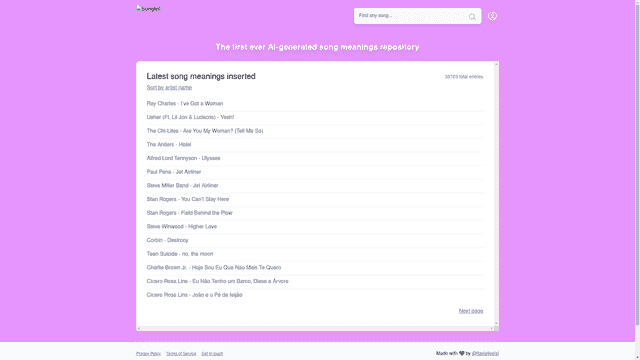 Songtell
Find any song...
The first ever AI-generated song meanings repository
Latest song meanings inserted
Sort by artist name
Ray Charles - I've Got a Woman
Usher (Ft. Lil Jon & Ludacris) - Yeah!
The Chi-Lites - Are You My Woman? (Tell Me So)
The Antlers - Hotel
Alfred Lord Tennyson - Ulysses
Paul Pena - Jet Airliner
Steve Miller Band - Jet Airliner
Stan Rogers - You Can't Stay Here
Stan Rogers - Field Behind the Plow
Steve Winwood - Higher Love
Corbin - Destrooy
Teen Suicide - no, the moon
Charlie Brown Jr. - Hoje Sou Eu Que Não Mais Te Quero
Cícero Rosa Lins - Eu Não Tenho um Barco, Disse a Árvore
Cícero Rosa Lins - João e o Pé de feijão
Next page
Privacy Policy Terms of Service Get in touch
Made with 🖤 by